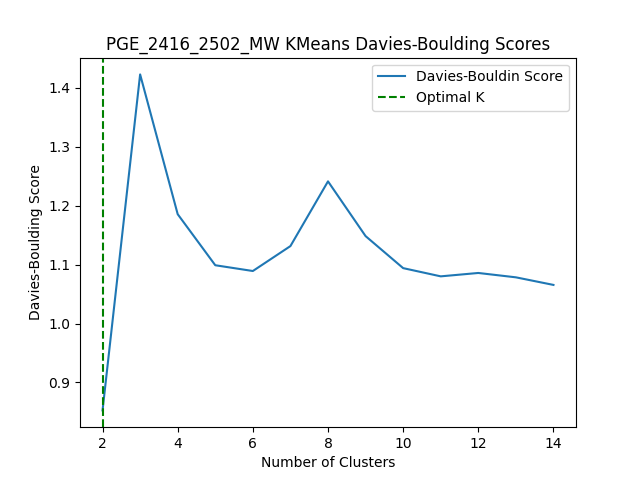 PGE_2416_2502_MW KMeans Davies-Boulding Scores
Davies-Bouldin Score
Optimal K
Davies-Boulding Score
1.4
1.3
1.2
1.1
1.0
0.9
2 4 6 8 10 12 14
Number of Clusters